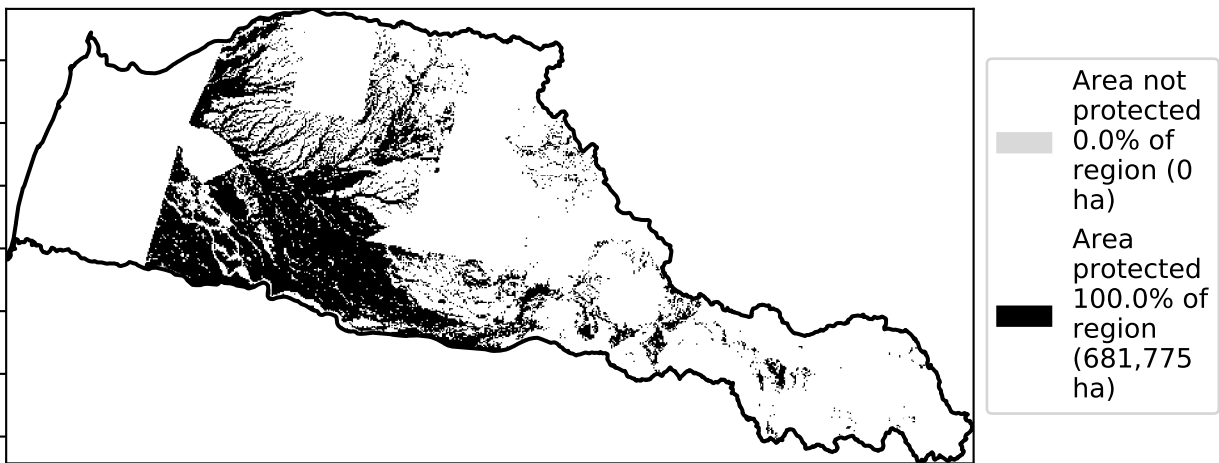 Area not
protected
0.0% of
region (0
ha)
Area
protected
100.0% of
region
(681,775
ha)